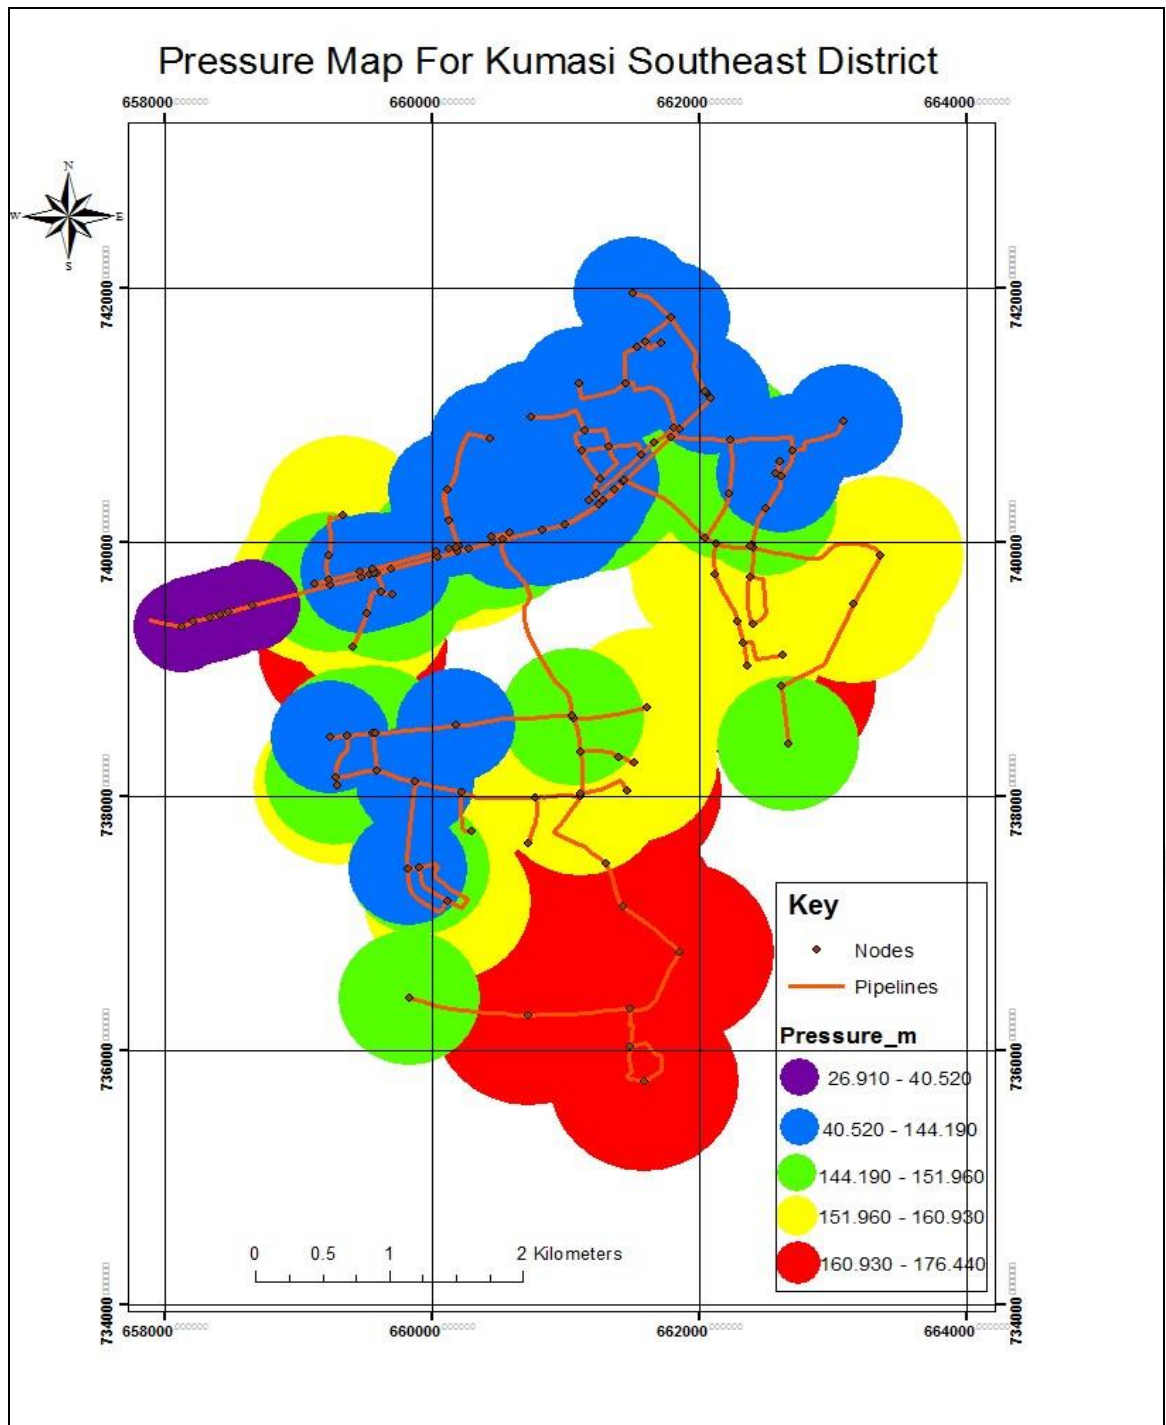 Pressure Map For Kumasi Southeast District
658000 660000 662000 664000
N
W E
S
742000 742000
740000 740000
738000 738000
Key
Nodes
Pipelines
Pressure_m
736000 736000
26.910 - 40.520
40.520 - 144.190
144.190 - 151.960
151.960 - 160.930
160.930 - 176.440
0 0.5 1 2 Kilometers
734000 734000
658000 660000 662000 664000